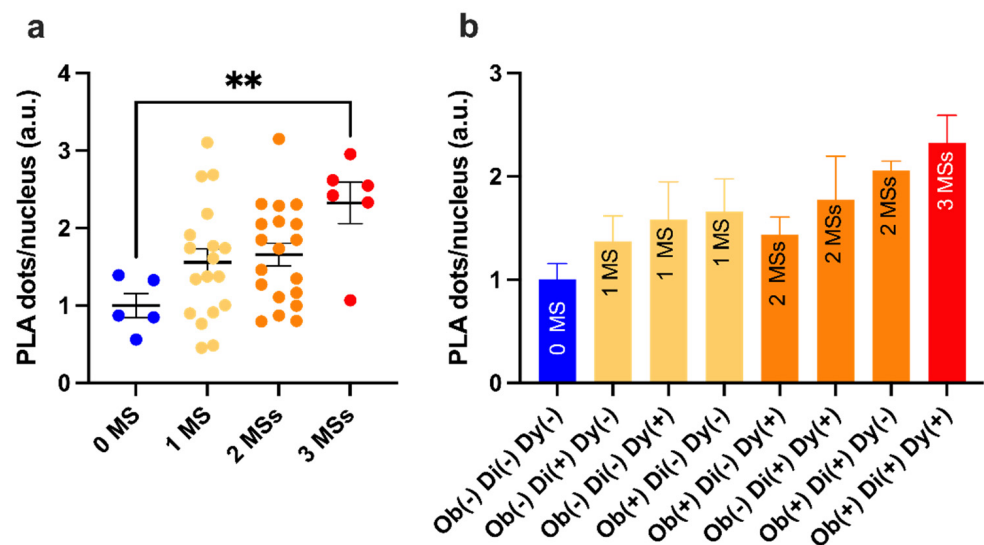 a
PLA dots/nucleus (a.u.)
4
3
2
1
0
**
0 MS
1 MS
2 MSs
3 MSs
b
PLA dots/nucleus (a.u.)
3
2
1
0
0 MS
1 MS
1 MS
1 MS
2 MSs
2 MSs
2 MSs
3 MSs
Ob(-) Di(-) Dy(-)
Ob(-) Di(+) Dy(-)
Ob(-) Di(-) Dy(+)
Ob(+) Di(-) Dy(-)
Ob(+) Di(-) Dy(+)
Ob(-) Di(+) Dy(+)
Ob(+) Di(+) Dy(-)
Ob(+) Di(+) Dy(+)